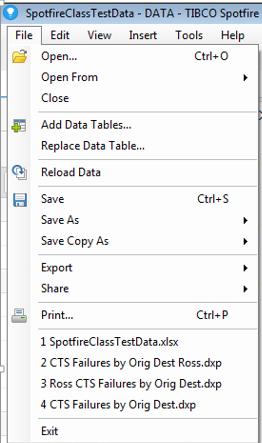 SpotfireClassTestData - DATA - TIBCO Spotfire
File Edit View Insert Tools Help
Open... Ctrl+O
Open From
Close
Add Data Tables...
Replace Data Table...
Reload Data
Save Ctrl+S
Save As
Save Copy As
Export
Share
Print... Ctrl+P
1 SpotfireClassTestData.xlsx
2 CTS Failures by Orig Dest Ross.dxp
3 Ross CTS Failures by Orig Dest.dxp
4 CTS Failures by Orig Dest.dxp
Exit